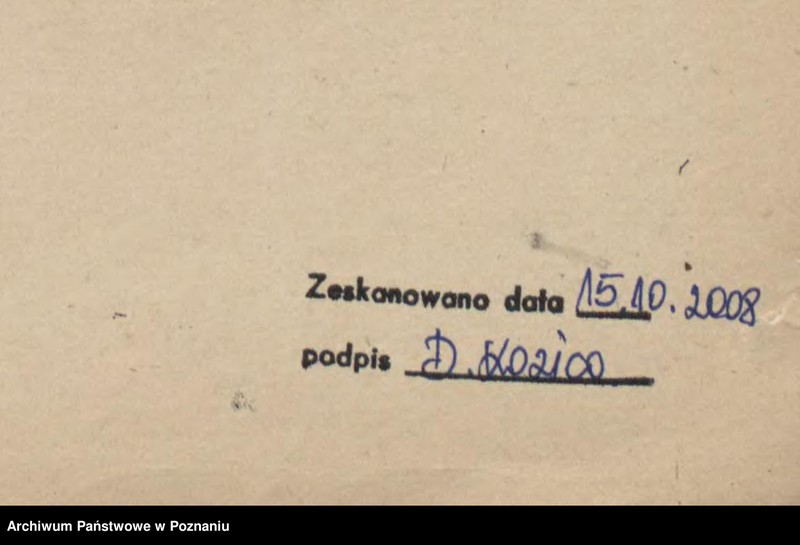 Zeskanowano data 15.10.2008
podpis D.
Archiwum Państwowe w Poznaniu